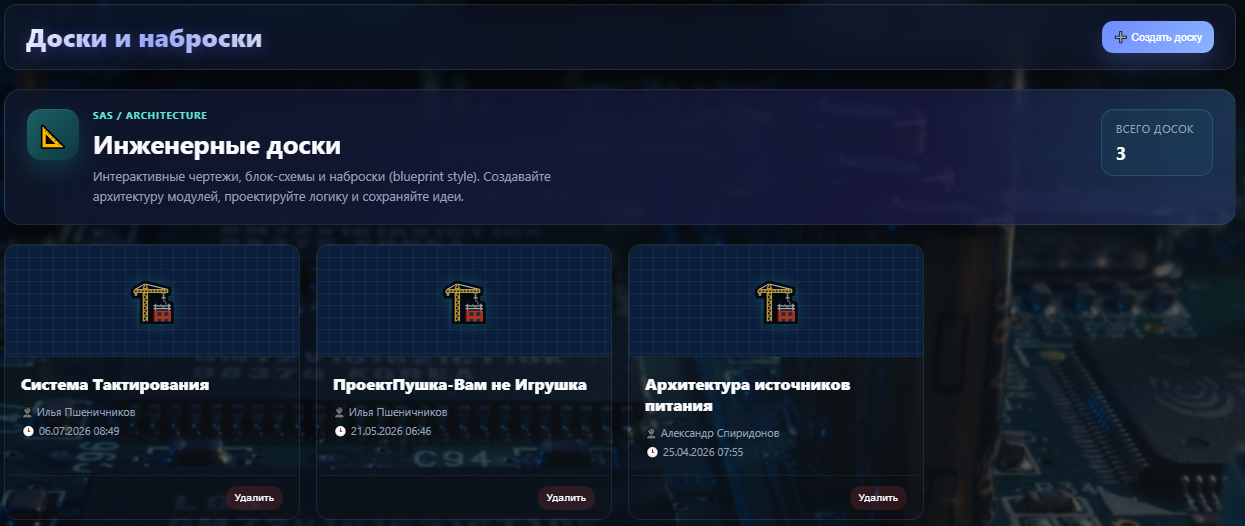 Доски и наброски
Создать доску
SAS / ARCHITECTURE
Инженерные доски
Интерактивные чертежи, блок-схемы и наброски (blueprint style). Создавайте
архитектуру модулей, проектируйте логику и сохраняйте идеи.
ВСЕГО ДОСОК
3
Система Тактирования
Илья Пшеничников
06.07.2026 08:49
Удалить
ПроектПушка-Вам не Игрушка
Илья Пшеничников
21.05.2026 06:46
Удалить
Архитектура источников
питания
Александр Спиридонов
25.04.2026 07:55
Удалить
C94